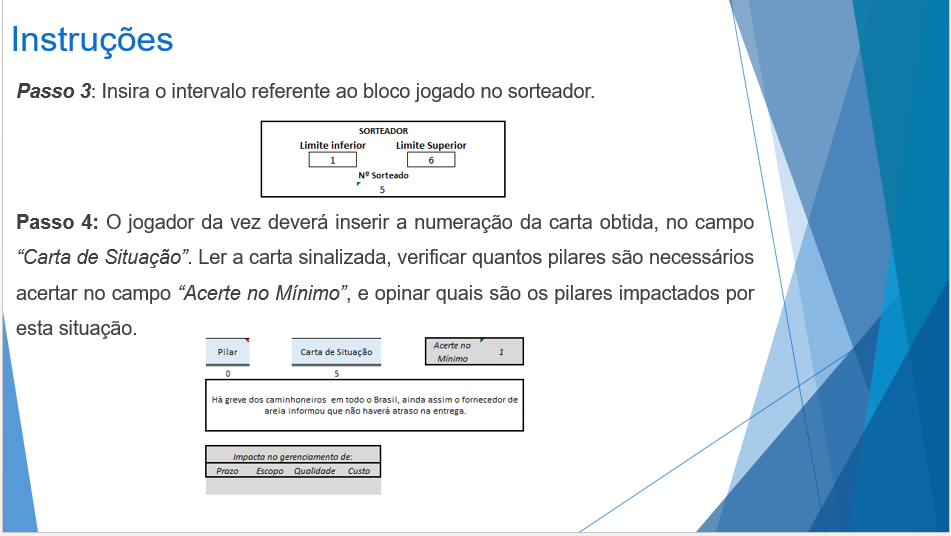 Instruções
Passo 3: Insira o intervalo referente ao bloco jogado no sorteador.
SORTEADOR
Limite inferior Limite Superior
1 6
Nº Sorteado
5
Passo 4: O jogador da vez deverá inserir a numeração da carta obtida, no campo
“Carta de Situação”. Ler a carta sinalizada, verificar quantos pilares são necessários
acertar no campo “Acerte no Mínimo”, e opinar quais são os pilares impactados por
esta situação.
Pilar Carta de Situação Acerte no
Mínimo 1
0 5
Há greve dos caminhoneiros em todo o Brasil, ainda assim o fornecedor de
areia informou que não haverá atraso na entrega.
Impacta no gerenciamento de:
Prazo Escopo Qualidade Custo